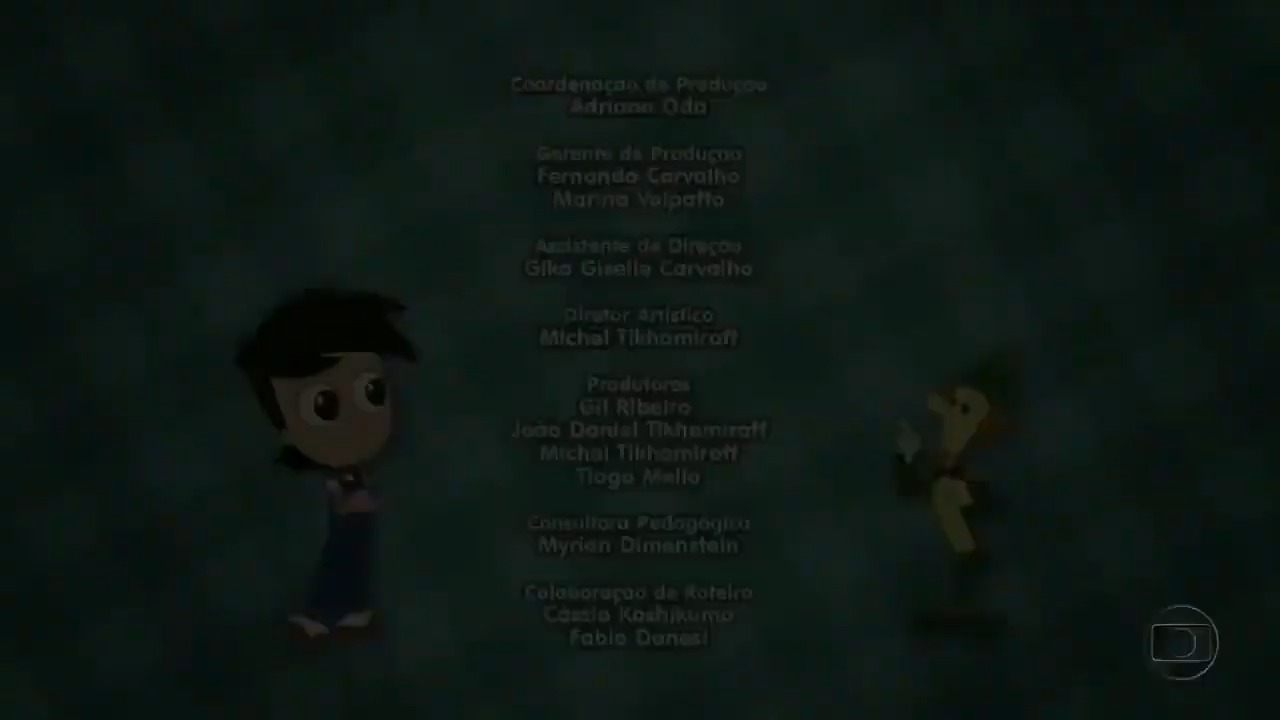 Coordenação de Produção
Adriane Oda
Gerente de Produção
Fernando Carvalho
Marina Volpatto
Assistente de Direção
Gika Giselle Carvalho
Diretor Artístico
Michal Tikhomiroff
Produtores
Gil Ribeiro
João Daniel Tikhomiroff
Michal Tikhomiroff
Tiago Mello
Consultora Pedagógica
Myrian Dimenstein
Colaboração de Roteiro
Cássio Koshikumo
Fabio Danesi